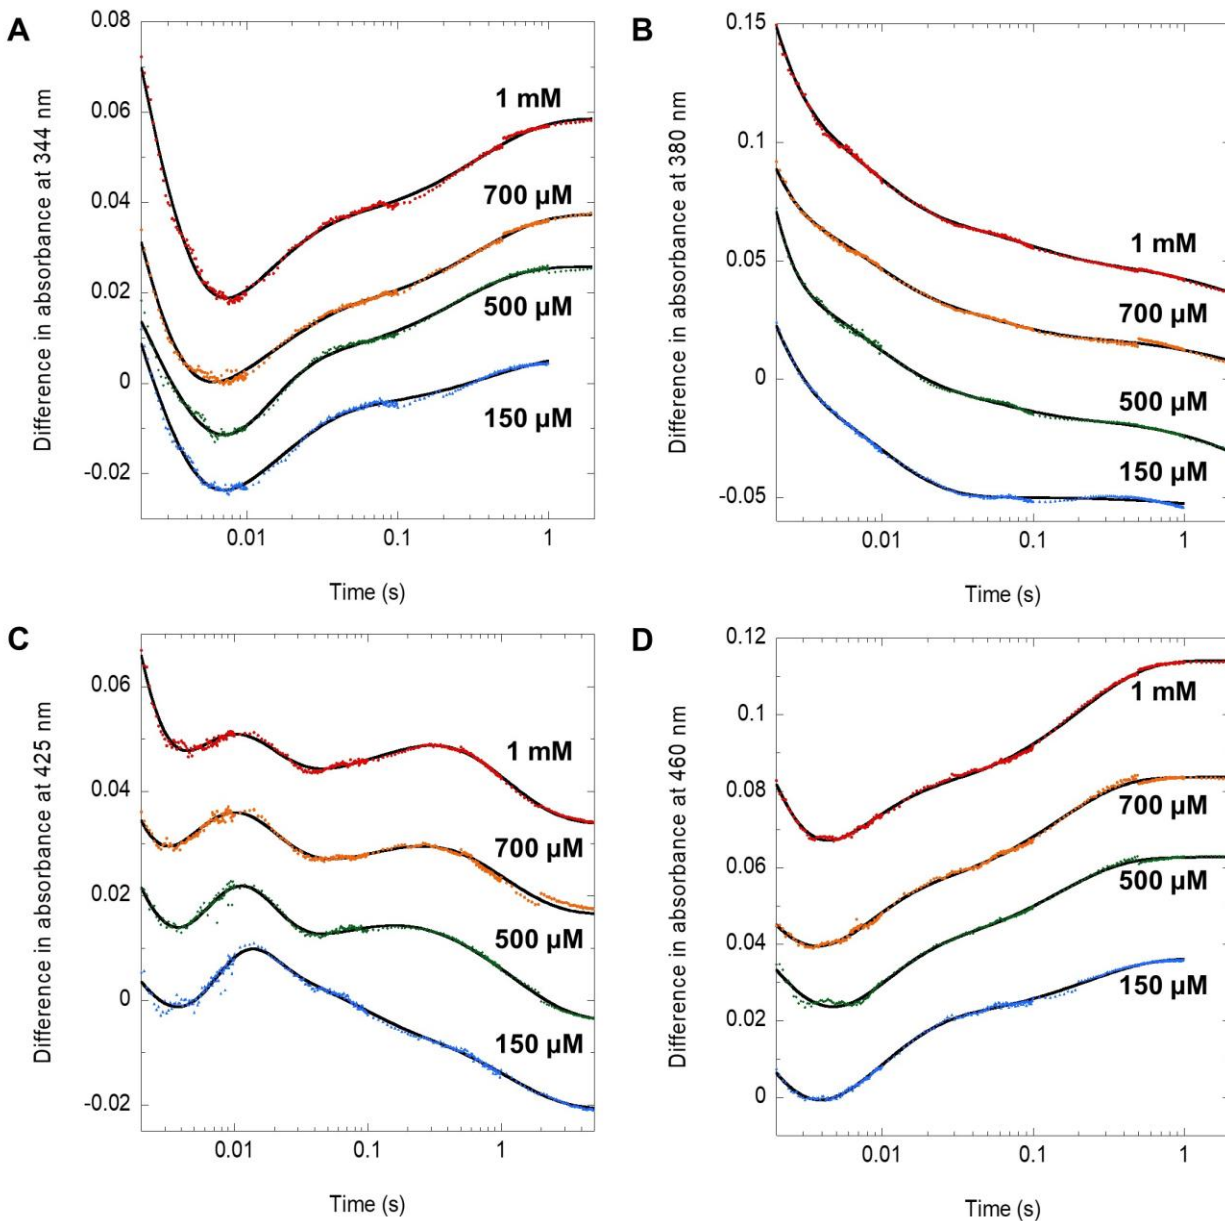 A
Difference in absorbance at 344 nm
0.08
0.06
0.04
0.02
0
-0.02
1 mM
700 µM
500 µM
150 µM
0.01
0.1
1
Time (s)
B
Difference in absorbance at 380 nm
0.15
0.1
0.05
0
-0.05
1 mM
700 µM
500 µM
150 µM
0.01
0.1
1
Time (s)
C
Difference in absorbance at 425 nm
0.06
0.04
0.02
0
-0.02
1 mM
700 µM
500 µM
150 µM
0.01
0.1
1
Time (s)
D
Difference in absorbance at 460 nm
0.12
0.1
0.08
0.06
0.04
0.02
0
1 mM
700 µM
500 µM
150 µM
0.01
0.1
1
Time (s)